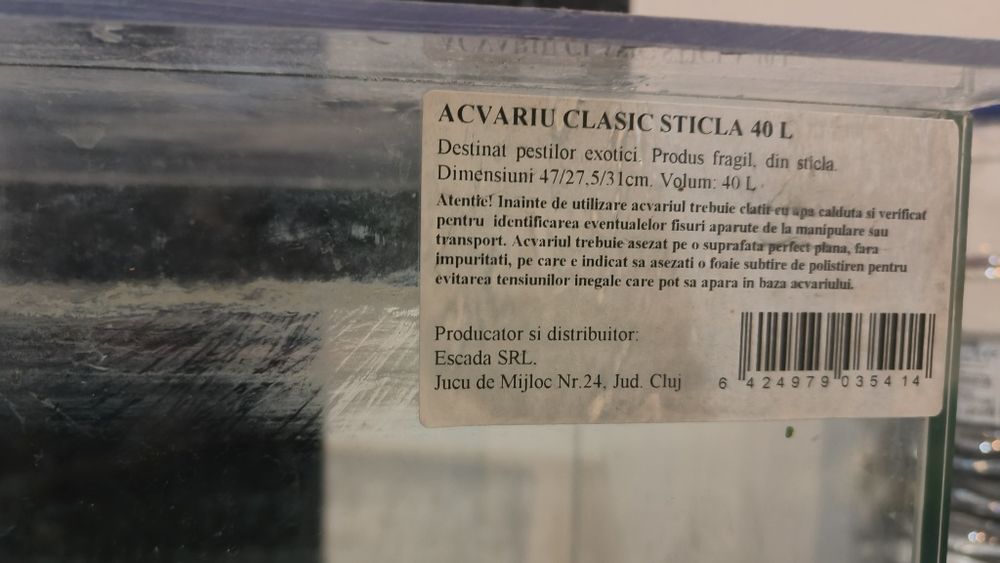 ACVARIU CLASIC STICLA 40 L
Destinat pestilor exotici. Produs fragil, din sticla.
Dimensiuni 47/27,5/31cm. Volum: 40 L
Atentie! Inainte de utilizare acvariul trebuie clatit cu apa calduta si verificat
pentru identificarea eventualelor fisuri aparute de la manipulare sau
transport. Acvariul trebuie asezat pe o suprafata perfect plana, fara
impuritati, pe care e indicat sa asezati o foaie subtire de polistiren pentru
evitarea tensiunilor inegale care pot sa apara in baza acvariului.
Producator si distribuitor:
Escada SRL.
Jucu de Mijloc Nr.24, Jud. Cluj
6 424979 035414